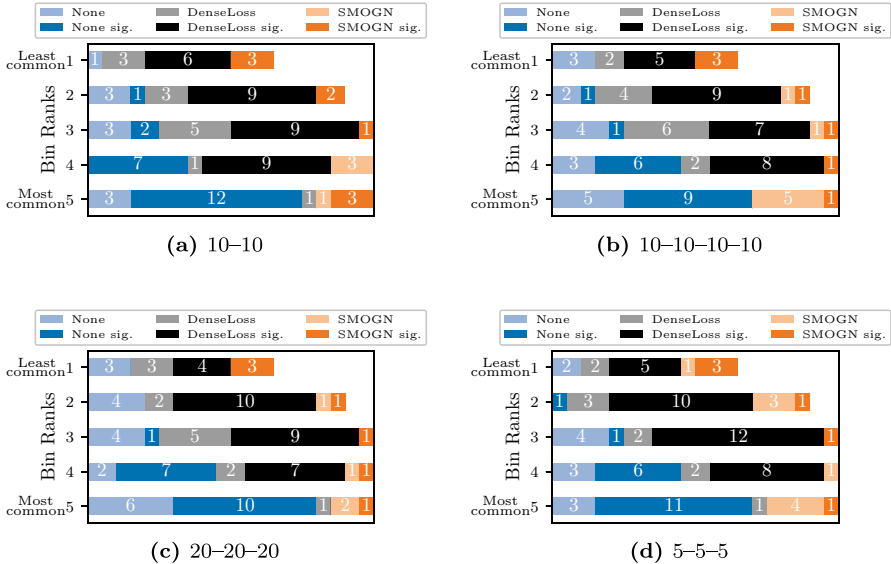 None DenseLoss SMOGN
None sig. DenseLoss sig. SMOGN sig.
Least common 1 1 3 6 3
2 3 1 3 9 2
Bin Ranks
3 3 2 5 9 1
4 7 1 9 3
Most common 5 3 12 1 1 3
(a) 10–10
None DenseLoss SMOGN
None sig. DenseLoss sig. SMOGN sig.
Least common 1 3 2 5 3
2 2 1 4 9 1 1
Bin Ranks
3 4 1 6 7 1 1
4 3 6 2 8 1
Most common 5 5 9 5 1
(b) 10–10–10–10
None DenseLoss SMOGN
None sig. DenseLoss sig. SMOGN sig.
Least common 1 3 3 4 3
2 4 2 10 1 1
Bin Ranks
3 4 1 5 9 1
4 2 7 2 7 1 1
Most common 5 6 10 1 2 1
(c) 20–20–20
None DenseLoss SMOGN
None sig. DenseLoss sig. SMOGN sig.
Least common 1 2 2 5 1 3
2 1 3 10 3 1
Bin Ranks
3 4 1 2 12 1
4 3 6 2 8 1
Most common 5 3 11 1 4 1
(d) 5–5–5